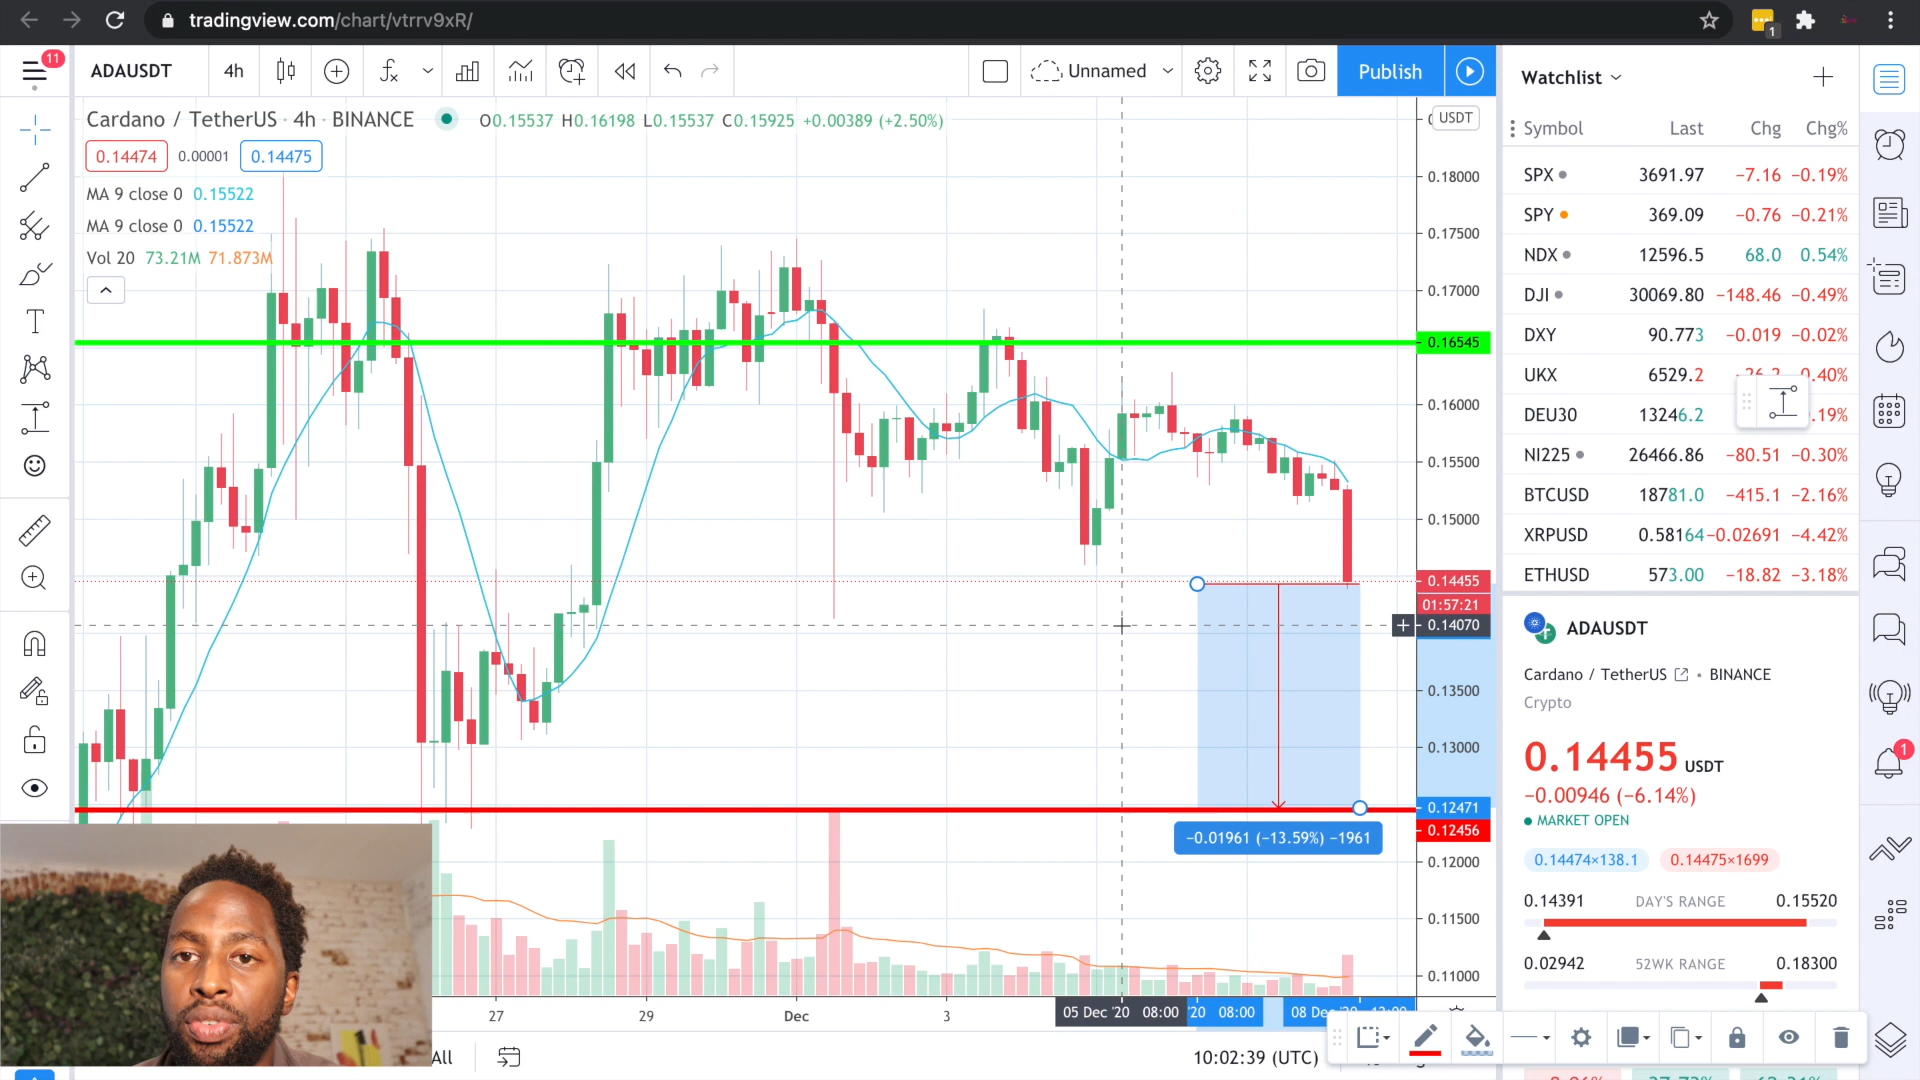 tradingview.com/chart/vtrrv9xR/
1
11
ADAUSDT
4h
Unnamed
Publish
Cardano / TetherUS · 4h · BINANCE
O0.15537 H0.16198 L0.15537 C0.15925 +0.00389 (+2.50%)
0.14474
0.00001
0.14475
MA 9 close 0 0.15522
MA 9 close 0 0.15522
Vol 20 73.21M 71.873M
USDT
0.18000
0.17500
0.17000
0.16545
0.16000
0.15500
0.15000
0.14455
01:57:21
0.14070
0.13500
0.13000
0.12471
0.12456
0.12000
0.11500
0.11000
−0.01961 (−13.59%) −1961
27
29
Dec
3
05 Dec '20 08:00
'20 08:00
08 Dec
All
10:02:39 (UTC)
Watchlist
Symbol Last Chg Chg%
SPX 3691.97 −7.16 −0.19%
SPY 369.09 −0.76 −0.21%
NDX 12596.5 68.0 0.54%
DJI 30069.80 −148.46 −0.49%
DXY 90.773 −0.019 −0.02%
UKX 6529.2 −26.2 0.40%
DEU30 13246.2 .19%
NI225 26466.86 −80.51 −0.30%
BTCUSD 18781.0 −415.1 −2.16%
XRPUSD 0.58164 −0.02691 −4.42%
ETHUSD 573.00 −18.82 −3.18%
ADAUSDT
Cardano / TetherUS • BINANCE
Crypto
0.14455 USDT
−0.00946 (−6.14%)
MARKET OPEN
0.14474×138.1
0.14475×1699
0.14391 DAY'S RANGE 0.15520
0.02942 52WK RANGE 0.18300
1